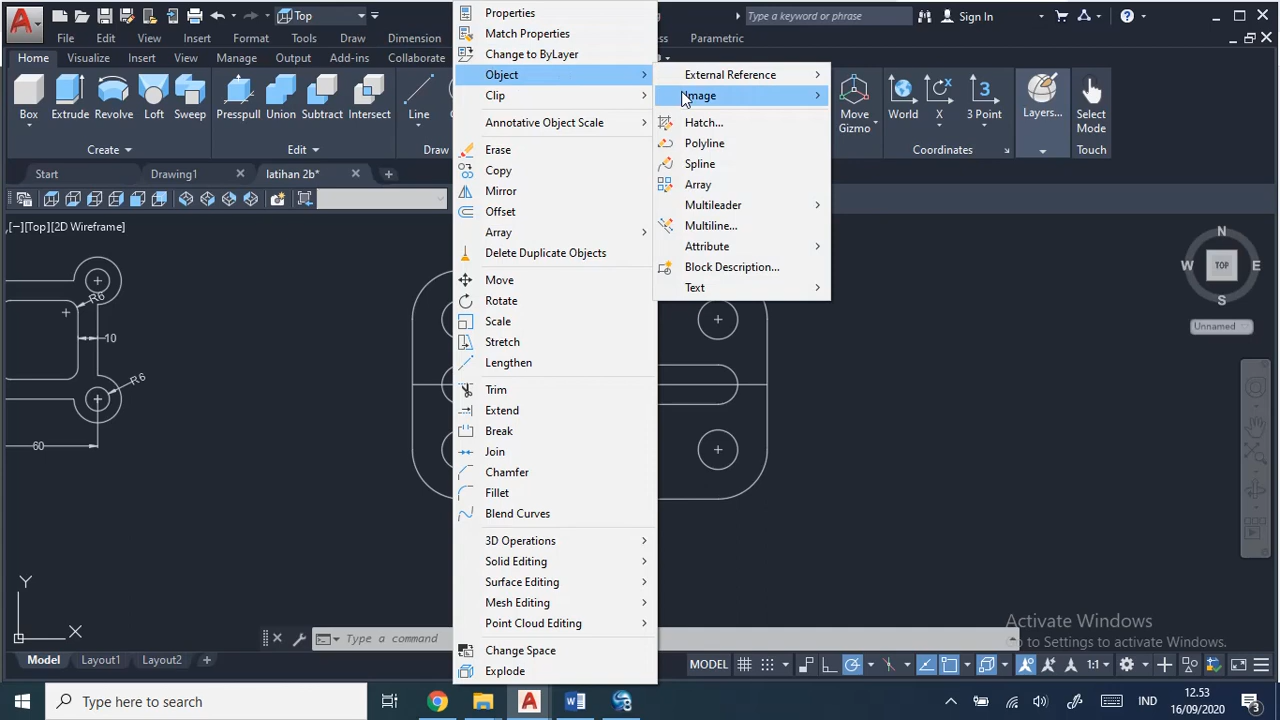 Top
Type a keyword or phrase
Sign In
File Edit View Insert Format Tools Draw Dimension
Parametric
Home Visualize Insert Output Add-ins Collaborate
Box Extrude Revolve Loft Sweep Presspull Union Subtract Intersect Line
Move Gizmo World X 3 Point Layers... Select Mode
Create Edit Draw Coordinates Touch
Start Drawing1 latihan 2b*
Properties
Match Properties
Change to ByLayer
Object
Clip
Annotative Object Scale
Erase
Copy
Mirror
Offset
Array
Delete Duplicate Objects
Move
Rotate
Scale
Stretch
Lengthen
Trim
Extend
Break
Join
Chamfer
Fillet
Blend Curves
3D Operations
Solid Editing
Surface Editing
Mesh Editing
Point Cloud Editing
Change Space
Explode
External Reference
Image
Hatch...
Polyline
Spline
Array
Multileader
Multiline...
Attribute
Block Description...
Text
[−][Top][2D Wireframe]
R6
10
R6
60
N
W TOP E
S
Unnamed
Y
X
Type a command
Activate Windows
Go to Settings to activate Windows.
Model Layout1 Layout2
MODEL
1:1
Type here to search
IND
12.53
16/09/2020
3